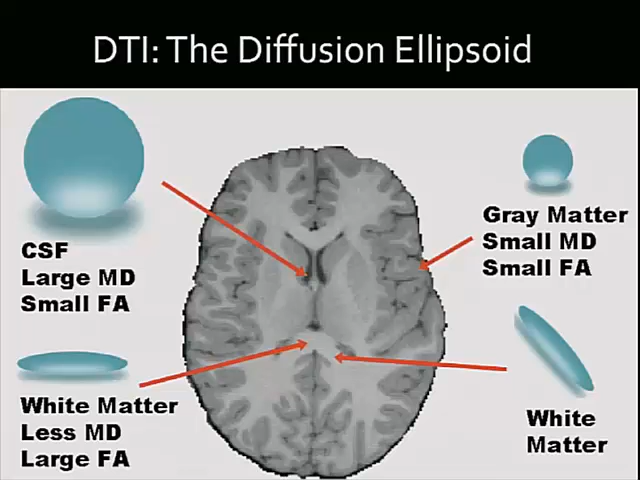 DTI: The Diffusion Ellipsoid
CSF
Large MD
Small FA
Gray Matter
Small MD
Small FA
White Matter
Less MD
Large FA
White
Matter